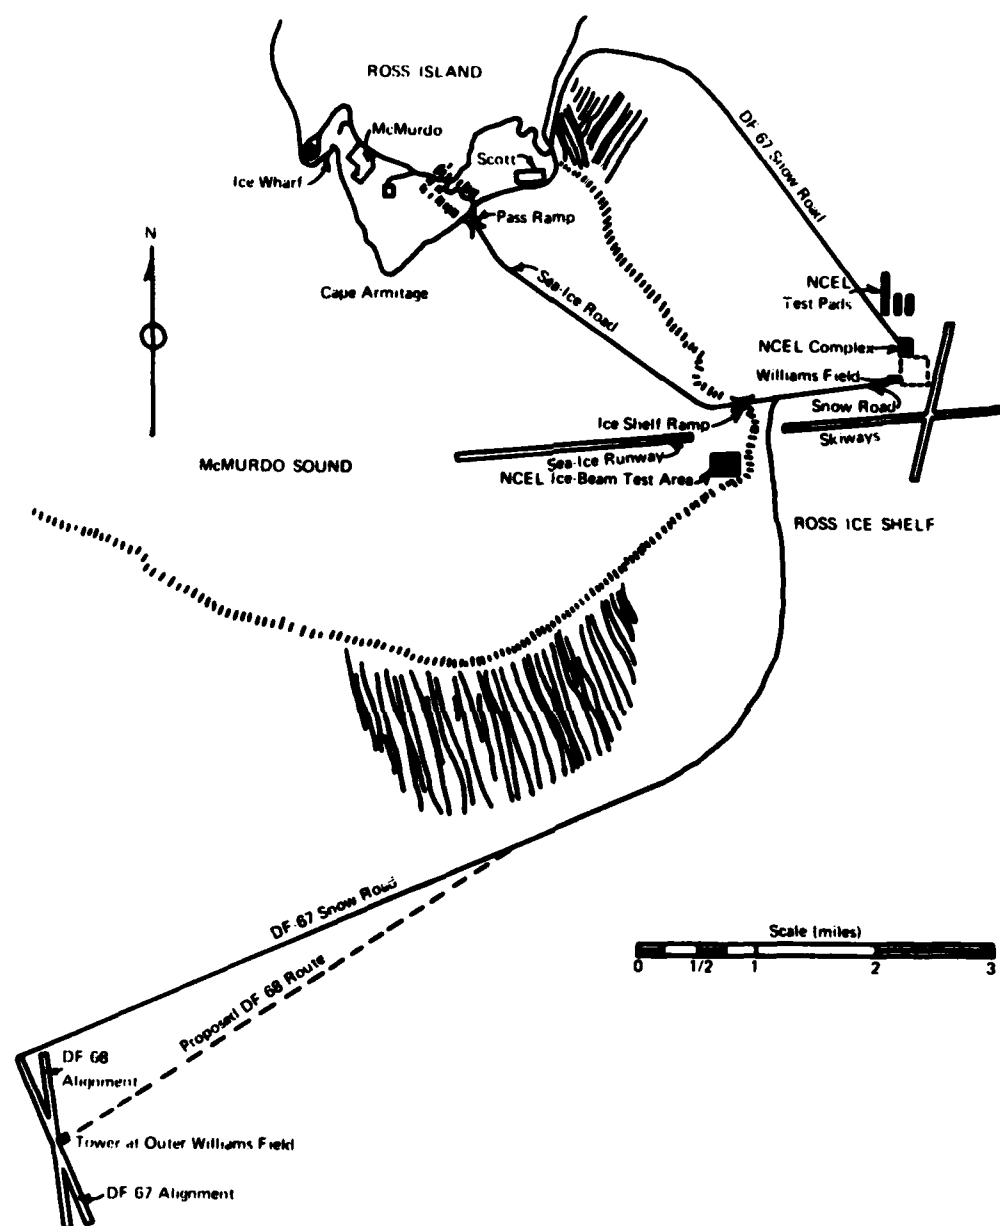 ROSS ISLAND
McMurdo
Scott
Ice Wharf
Pass Ramp
DF-67 Snow Road
N
Cape Armitage
Sea-Ice Road
NCEL
Test Pads
NCEL Complex
Williams Field
Snow Road
Skiways
Ice Shelf Ramp
Sea-Ice Runway
McMURDO SOUND
NCEL Ice-Beam Test Area
ROSS ICE SHELF
DF-67 Snow Road
Proposed DF 68 Route
Scale (miles)
0 1/2 1 2 3
DF 68
Alignment
Tower at Outer Williams Field
DF 67 Alignment